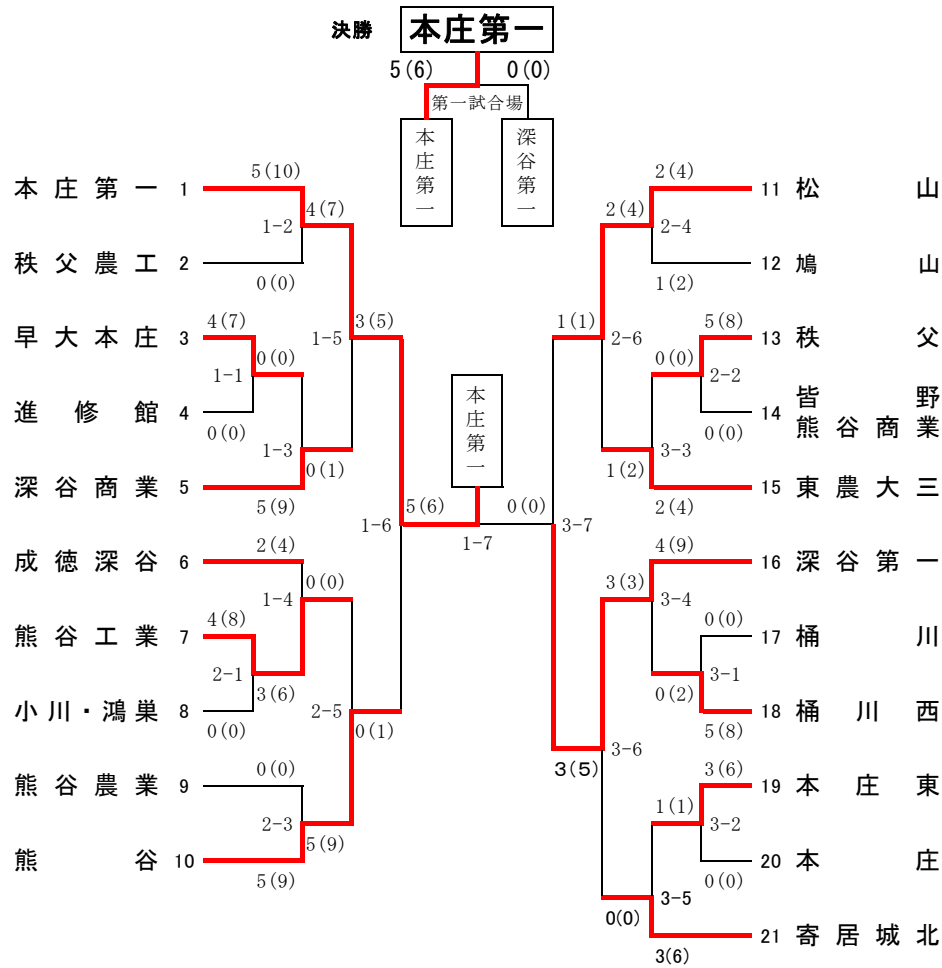 決勝 本庄第一
5(6) 0(0)
第一試合場
本庄第一
深谷第一
本庄第一 1
5(10)
4(7)
1-2
秩父農工 2
0(0)
早大本庄 3
4(7)
3(5)
1-5
0(0)
1-1
進修館 4
0(0)
1-3
0(1)
深谷商業 5
5(9)
1-6
5(6)
成徳深谷 6
2(4)
0(0)
1-4
熊谷工業 7
4(8)
2-1
3(6)
小川・鴻巣 8
0(0)
2-5
0(1)
熊谷農業 9
0(0)
2-3
5(9)
熊谷 10
5(9)
本庄第一
1-7
0(0)
3-7
2(4)
11 松山
2(4)
2-4
12 鳩山
1(2)
1(1)
2-6
5(8)
13 秩父
0(0)
2-2
14 皆野
熊谷商業
0(0)
3-3
1(2)
15 東農大三
2(4)
4(9)
16 深谷第一
3(3)
3-4
0(0)
17 桶川
3-1
0(2)
18 桶川西
5(8)
3-6
3(5)
3(6)
19 本庄東
1(1)
3-2
20 本庄
0(0)
3-5
0(0)
21 寄居城北
3(6)